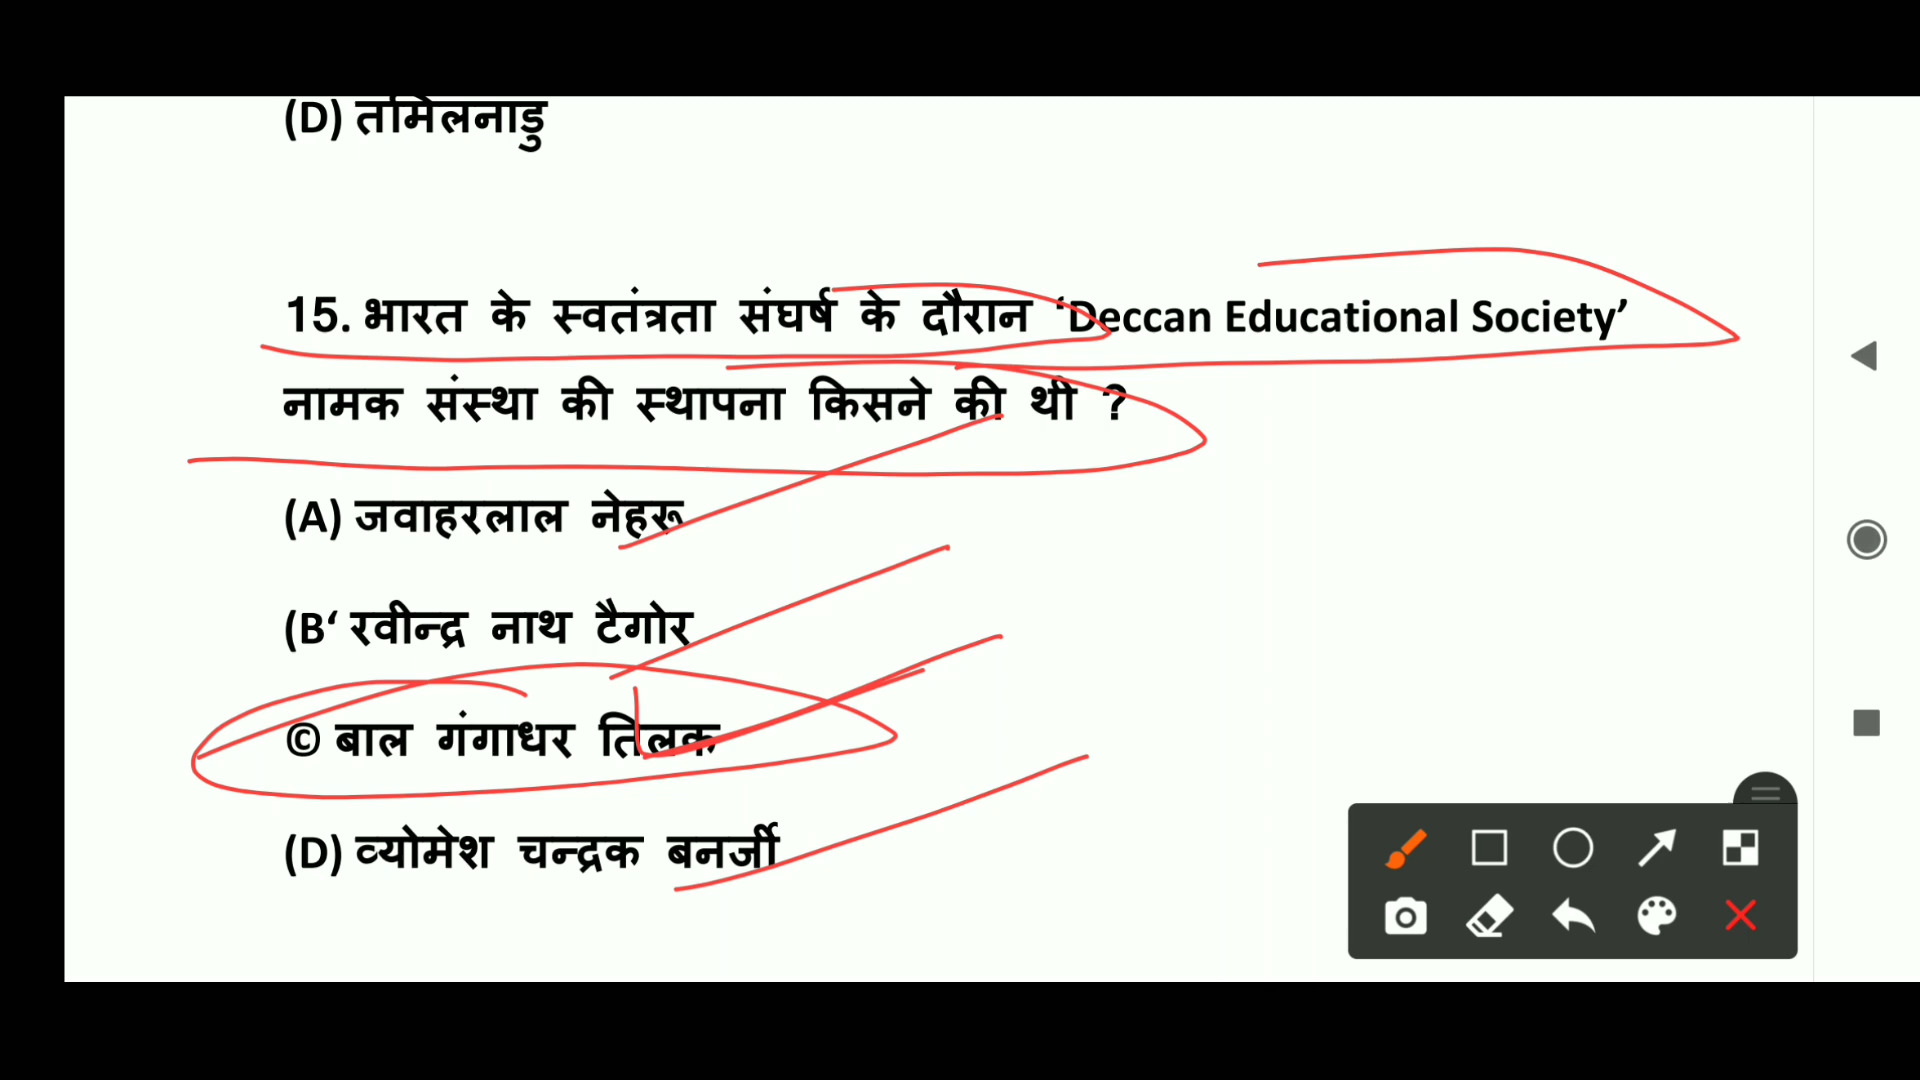 (D) तमिलनाडु
15. भारत के स्वतंत्रता संघर्ष के दौरान ‘Deccan Educational Society’
नामक संस्था की स्थापना किसने की थी ?
(A) जवाहरलाल नेहरू
(B‘ रवीन्द्र नाथ टैगोर
© बाल गंगाधर तिलक
(D) व्योमेश चन्द्रक बनर्जी